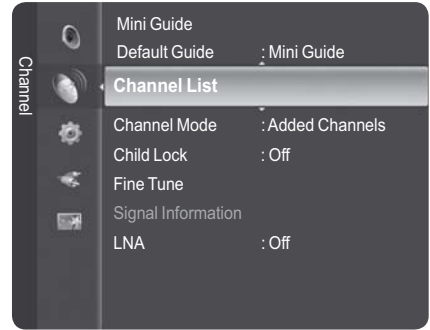 Channel
Mini Guide
Default Guide : Mini Guide
Channel List
Channel Mode : Added Channels
Child Lock : Off
Fine Tune
Signal Information
LNA : Off